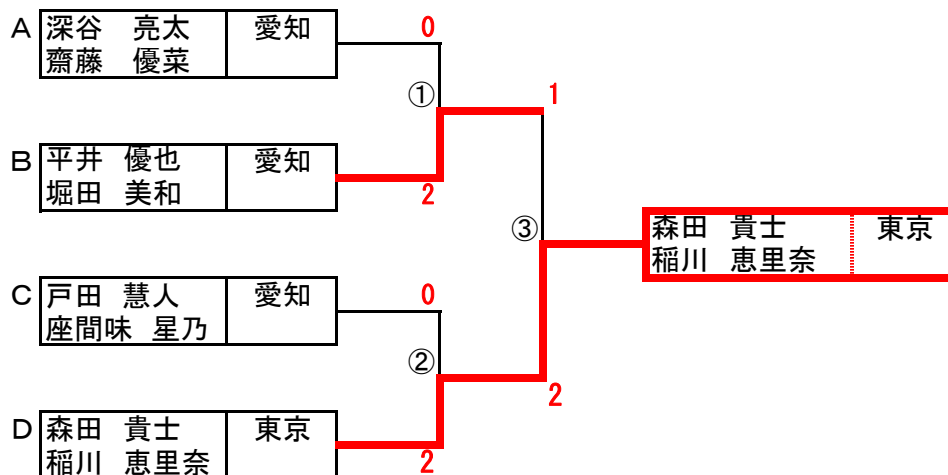 A 深谷 亮太 愛知 0
齋藤 優菜
① 1
B 平井 優也 愛知
堀田 美和 2
③ 森田 貴士 東京
稲川 恵里奈
C 戸田 慧人 愛知 0
座間味 星乃
② 2
D 森田 貴士 東京
稲川 恵里奈 2